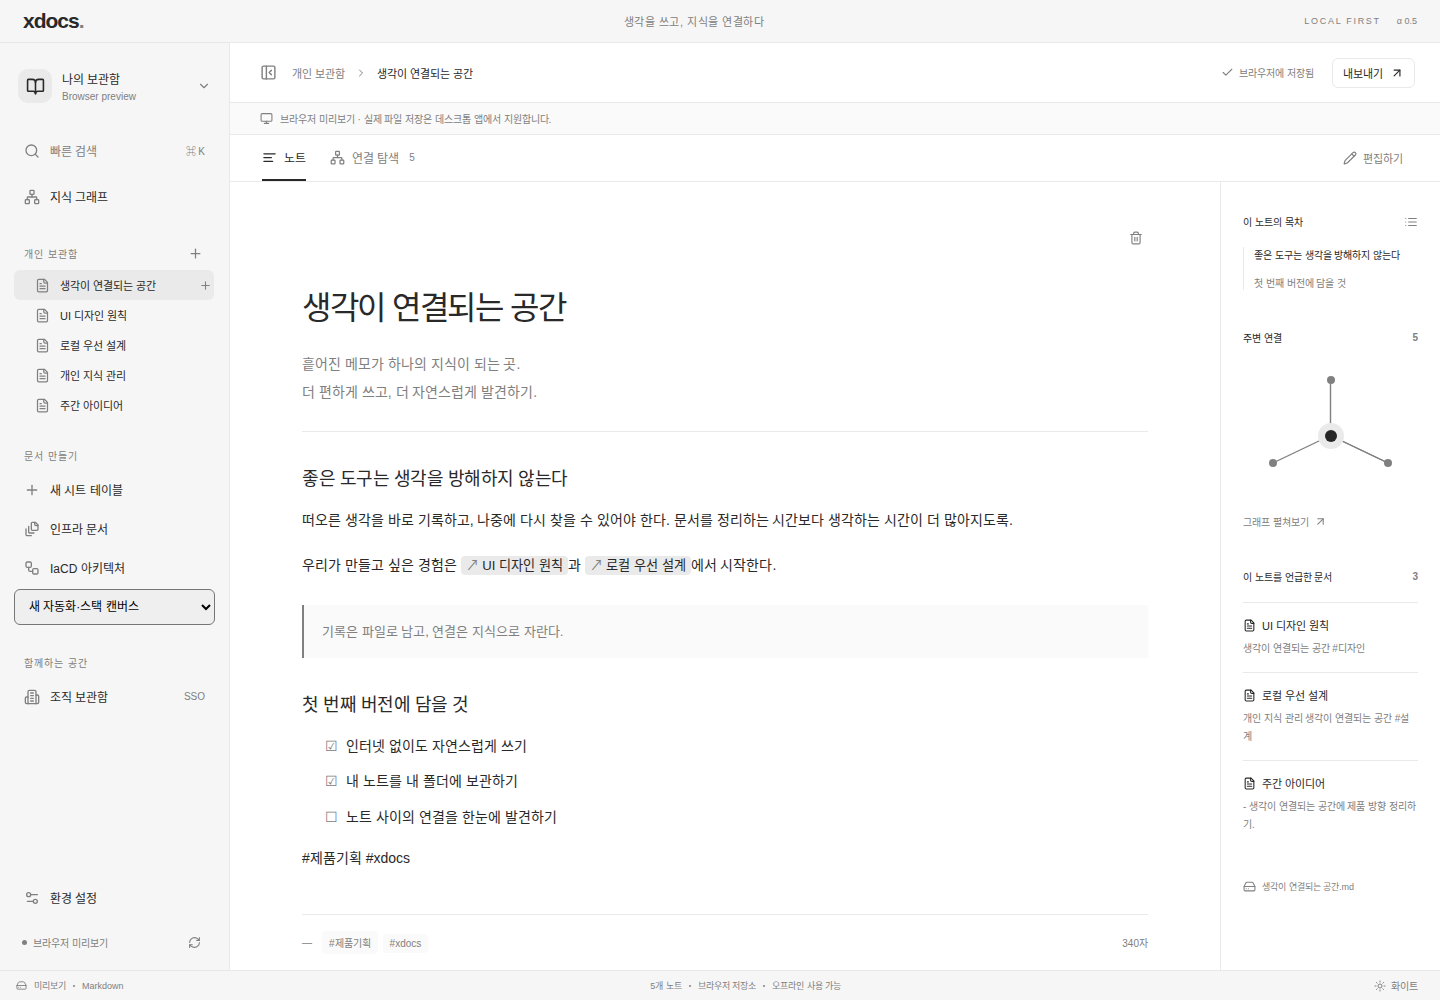 xdocs.
생각을 쓰고, 지식을 연결하다
LOCAL FIRST
α 0.5
나의 보관함
Browser preview
빠른 검색
⌘ K
지식 그래프
개인 보관함
생각이 연결되는 공간
UI 디자인 원칙
로컬 우선 설계
개인 지식 관리
주간 아이디어
문서 만들기
새 시트 테이블
인프라 문서
IaCD 아키텍처
새 자동화·스택 캔버스
함께하는 공간
조직 보관함
SSO
환경 설정
브라우저 미리보기
개인 보관함
생각이 연결되는 공간
브라우저에 저장됨
내보내기
브라우저 미리보기 · 실제 파일 저장은 데스크톱 앱에서 지원합니다.
노트
연결 탐색 5
편집하기
생각이 연결되는 공간
흩어진 메모가 하나의 지식이 되는 곳.
더 편하게 쓰고, 더 자연스럽게 발견하기.
좋은 도구는 생각을 방해하지 않는다
떠오른 생각을 바로 기록하고, 나중에 다시 찾을 수 있어야 한다. 문서를 정리하는 시간보다 생각하는 시간이 더 많아지도록.
우리가 만들고 싶은 경험은 ↗ UI 디자인 원칙 과 ↗ 로컬 우선 설계 에서 시작한다.
기록은 파일로 남고, 연결은 지식으로 자란다.
첫 번째 버전에 담을 것
☑ 인터넷 없이도 자연스럽게 쓰기
☑ 내 노트를 내 폴더에 보관하기
☐ 노트 사이의 연결을 한눈에 발견하기
#제품기획 #xdocs
— #제품기획 #xdocs
340자
이 노트의 목차
좋은 도구는 생각을 방해하지 않는다
첫 번째 버전에 담을 것
주변 연결
5
그래프 펼쳐보기
이 노트를 언급한 문서
3
UI 디자인 원칙
생각이 연결되는 공간 #디자인
로컬 우선 설계
개인 지식 관리 생각이 연결되는 공간 #설
계
주간 아이디어
- 생각이 연결되는 공간에 제품 방향 정리하
기.
생각이 연결되는 공간.md
미리보기 · Markdown
5개 노트 · 브라우저 저장소 · 오프라인 사용 가능
화이트